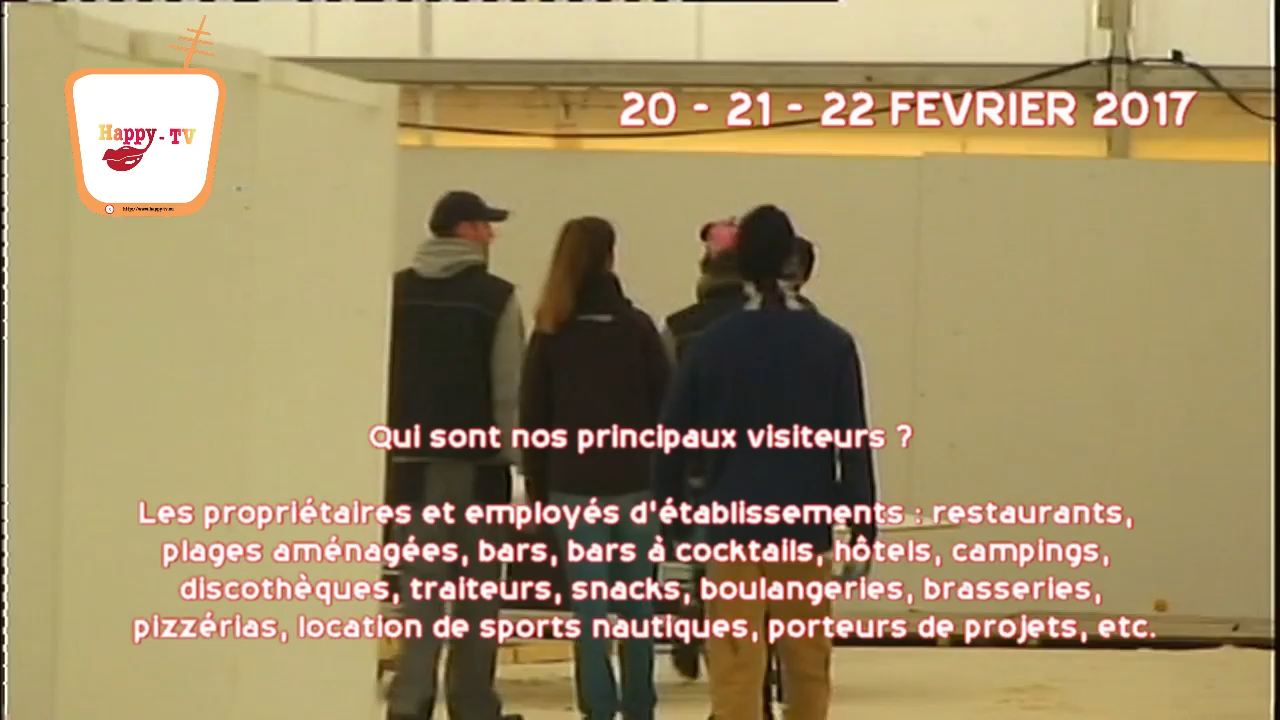 20 - 21 - 22 FEVRIER 2017
Happy - TV
Qui sont nos principaux visiteurs ?
Les propriétaires et employés d'établissements : restaurants,
plages aménagées, bars, bars à cocktails, hôtels, campings,
discothèques, traiteurs, snacks, boulangeries, brasseries,
pizzérias, location de sports nautiques, porteurs de projets, etc.